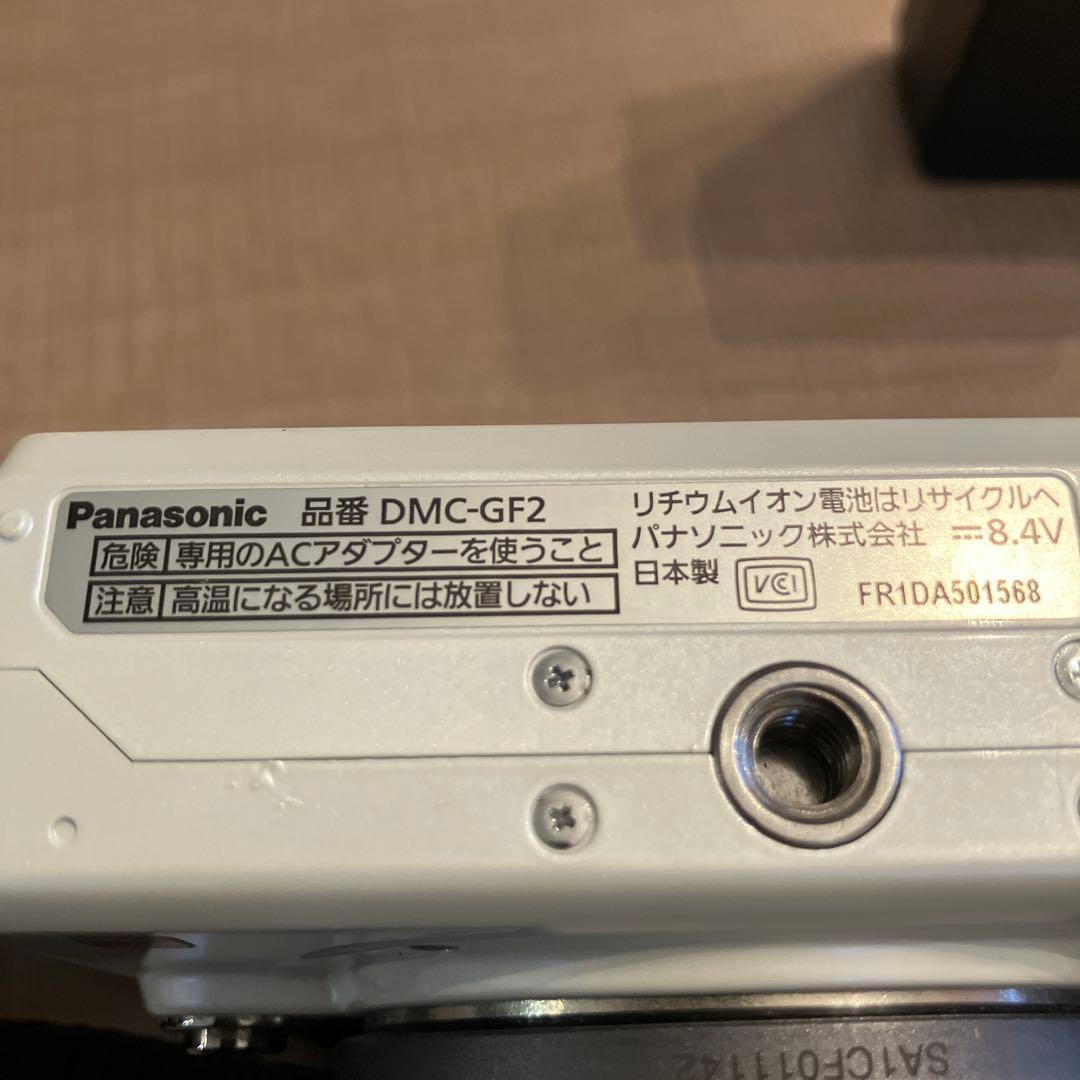 Panasonic 品番 DMC-GF2
危険 専用のACアダプターを使うこと
注意 高温になる場所には放置しない
リチウムイオン電池はリサイクルへ
パナソニック株式会社 ⎓8.4V
日本製 VCI FR1DA501568
SA1CF011142